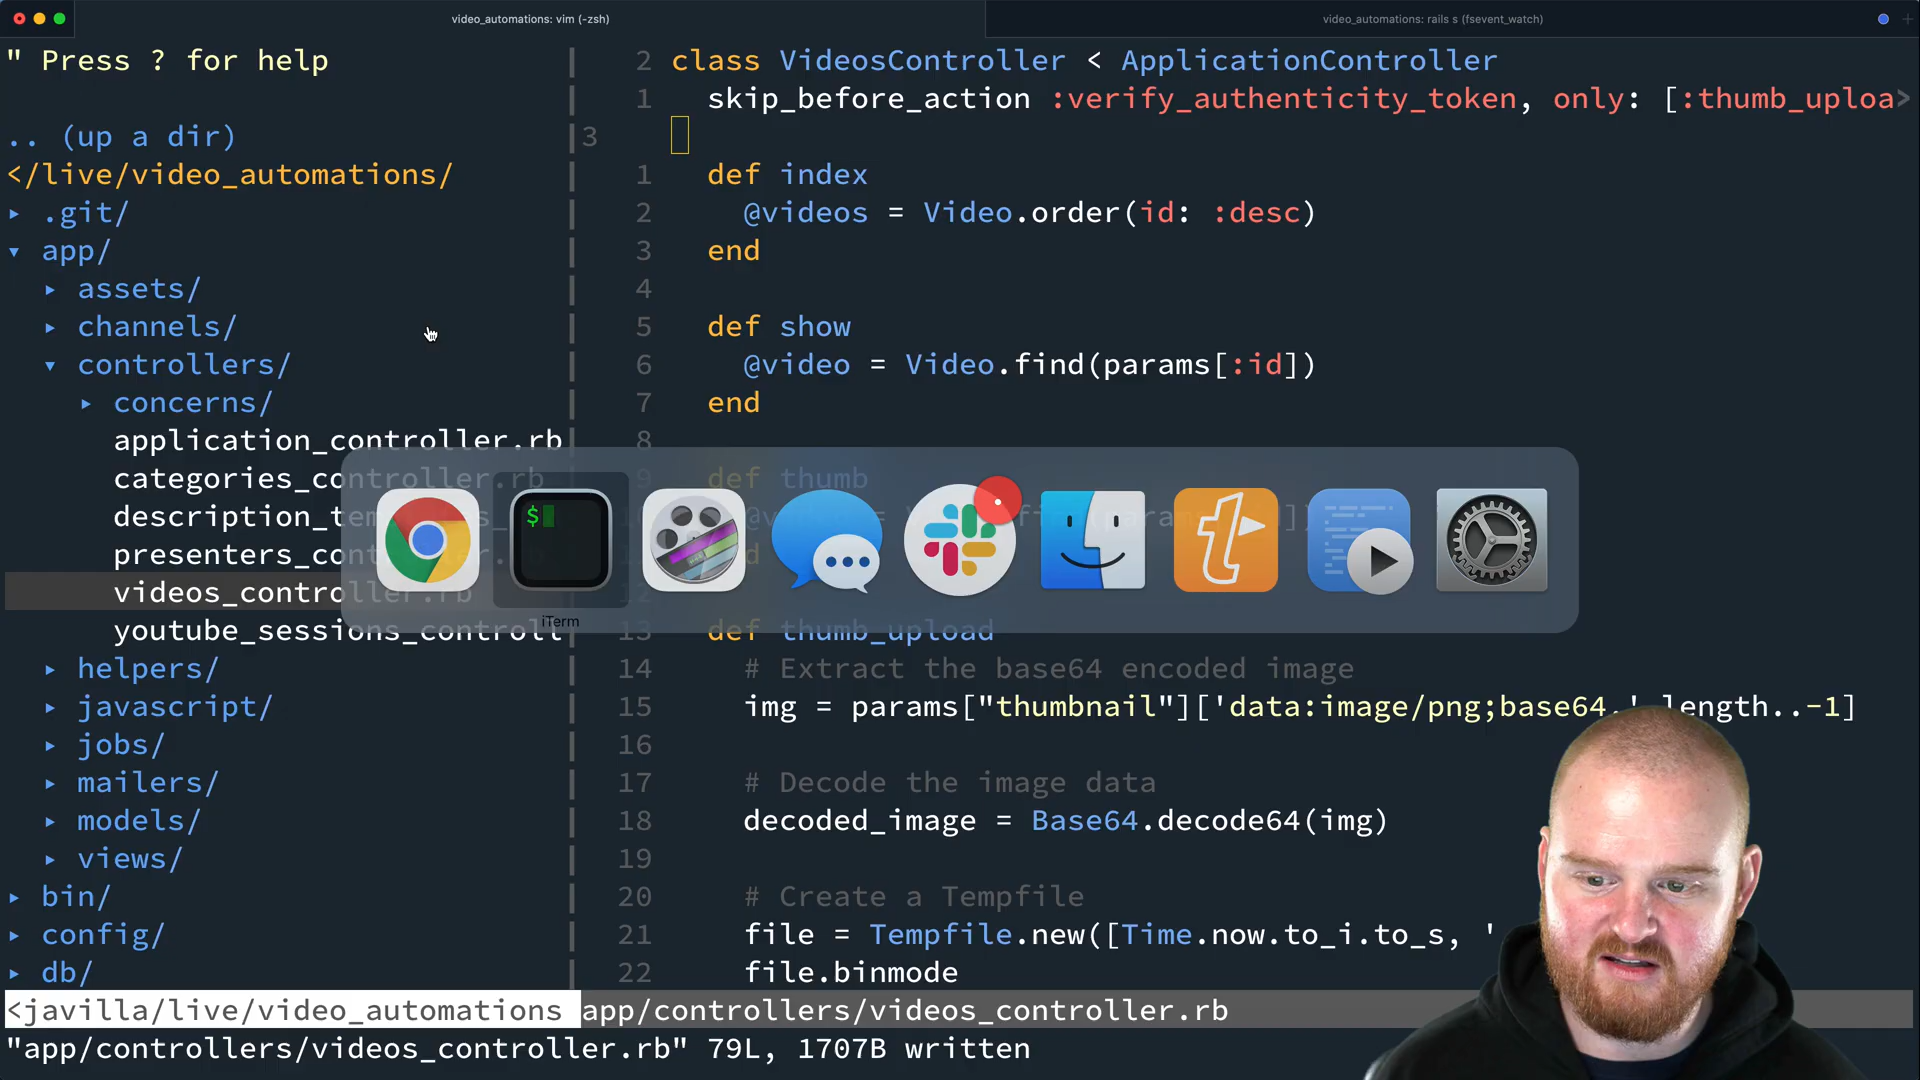 video_automations: vim (-zsh)
video_automations: rails s (fsevent_watch)
" Press ? for help
.. (up a dir)
</live/video_automations/
▸ .git/
▾ app/
▸ assets/
▸ channels/
▾ controllers/
▸ concerns/
application_controller.rb
categories_controller.rb
description_te
presenters_con
videos_controller.rb
youtube_sessions_controll
▸ helpers/
▸ javascript/
▸ jobs/
▸ mailers/
▸ models/
▸ views/
▸ bin/
▸ config/
▸ db/
2 class VideosController < ApplicationController
1 skip_before_action :verify_authenticity_token, only: [:thumb_uploa>
3
1 def index
2 @videos = Video.order(id: :desc)
3 end
4
5 def show
6 @video = Video.find(params[:id])
7 end
8
9 def thumb
13 def thumb_upload
14 # Extract the base64 encoded image
15 img = params["thumbnail"]['data:image/png;base64,'.length..-1]
16
17 # Decode the image data
18 decoded_image = Base64.decode64(img)
19
20 # Create a Tempfile
21 file = Tempfile.new([Time.now.to_i.to_s, '
22 file.binmode
$
iTerm
<javilla/live/video_automations app/controllers/videos_controller.rb
"app/controllers/videos_controller.rb" 79L, 1707B written